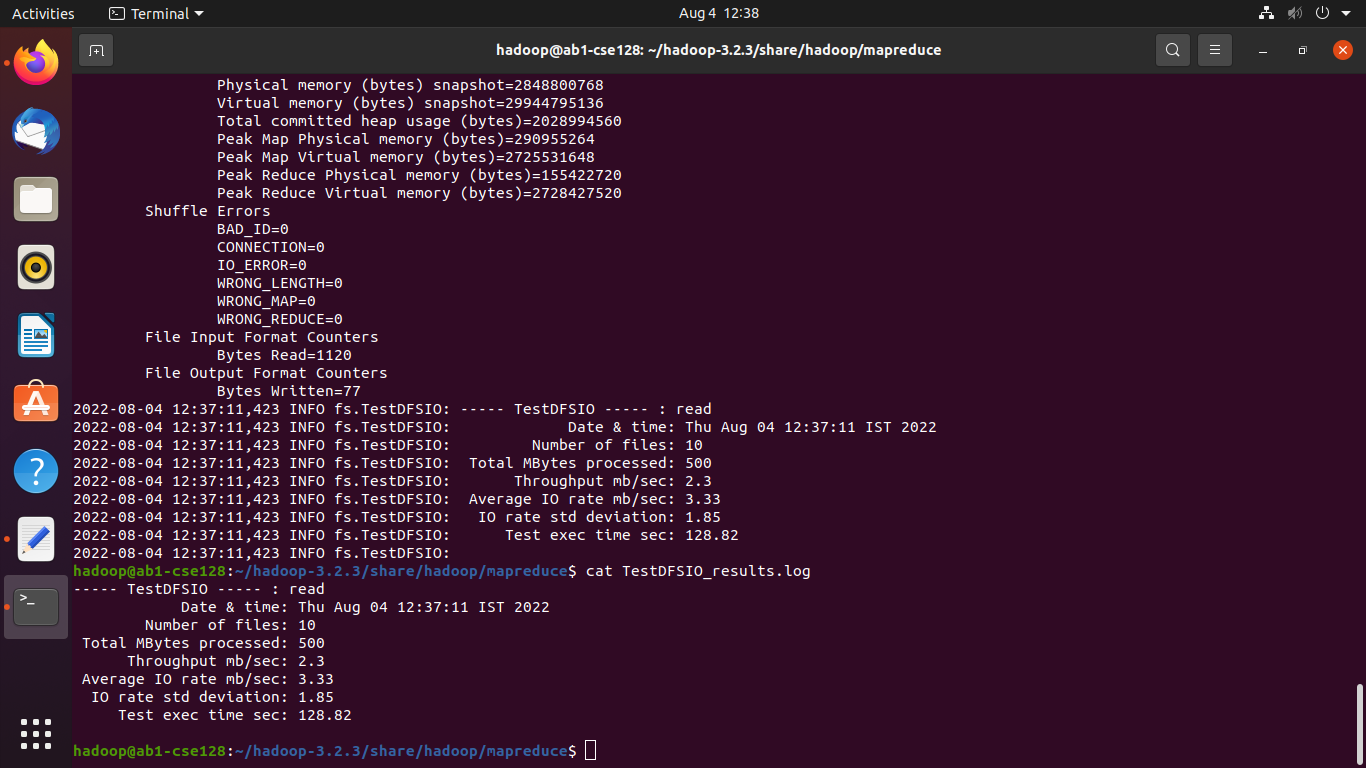 Activities Terminal Aug 4 12:38
hadoop@ab1-cse128: ~/hadoop-3.2.3/share/hadoop/mapreduce
Physical memory (bytes) snapshot=2848800768
Virtual memory (bytes) snapshot=29944795136
Total committed heap usage (bytes)=2028994560
Peak Map Physical memory (bytes)=290955264
Peak Map Virtual memory (bytes)=2725531648
Peak Reduce Physical memory (bytes)=155422720
Peak Reduce Virtual memory (bytes)=2728427520
Shuffle Errors
BAD_ID=0
CONNECTION=0
IO_ERROR=0
WRONG_LENGTH=0
WRONG_MAP=0
WRONG_REDUCE=0
File Input Format Counters
Bytes Read=1120
File Output Format Counters
Bytes Written=77
2022-08-04 12:37:11,423 INFO fs.TestDFSIO: ----- TestDFSIO ----- : read
2022-08-04 12:37:11,423 INFO fs.TestDFSIO:             Date & time: Thu Aug 04 12:37:11 IST 2022
2022-08-04 12:37:11,423 INFO fs.TestDFSIO:         Number of files: 10
2022-08-04 12:37:11,423 INFO fs.TestDFSIO:  Total MBytes processed: 500
2022-08-04 12:37:11,423 INFO fs.TestDFSIO:       Throughput mb/sec: 2.3
2022-08-04 12:37:11,423 INFO fs.TestDFSIO:  Average IO rate mb/sec: 3.33
2022-08-04 12:37:11,423 INFO fs.TestDFSIO:   IO rate std deviation: 1.85
2022-08-04 12:37:11,423 INFO fs.TestDFSIO:      Test exec time sec: 128.82
2022-08-04 12:37:11,423 INFO fs.TestDFSIO:
hadoop@ab1-cse128:~/hadoop-3.2.3/share/hadoop/mapreduce$ cat TestDFSIO_results.log
----- TestDFSIO ----- : read
Date & time: Thu Aug 04 12:37:11 IST 2022
Number of files: 10
Total MBytes processed: 500
Throughput mb/sec: 2.3
Average IO rate mb/sec: 3.33
IO rate std deviation: 1.85
Test exec time sec: 128.82
hadoop@ab1-cse128:~/hadoop-3.2.3/share/hadoop/mapreduce$